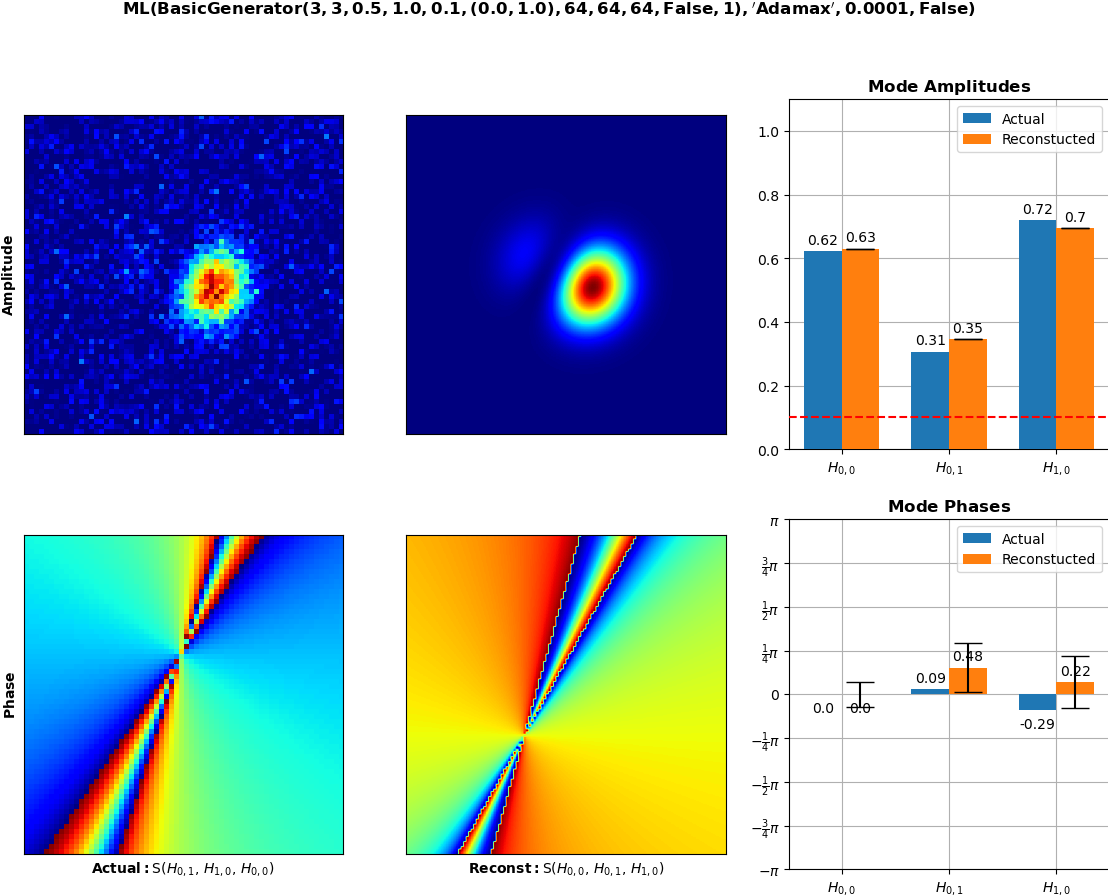 ML(BasicGenerator(3, 3, 0.5, 1.0, 0.1, (0.0, 1.0), 64, 64, 64, False, 1), 'Adamax', 0.0001, False)
Mode Amplitudes
Actual
Reconstucted
1.0
0.8
0.6
0.4
0.2
0.0
0.62
0.63
0.31
0.35
0.72
0.7
H0,0
H0,1
H1,0
Amplitude
Mode Phases
Actual
Reconstucted
π
3/4π
1/2π
1/4π
0
−1/4π
−1/2π
−3/4π
−π
0.0
0.0
0.09
0.48
-0.29
0.22
H0,0
H0,1
H1,0
Phase
Actual: S(H0,1, H1,0, H0,0)
Reconst: S(H0,0, H0,1, H1,0)